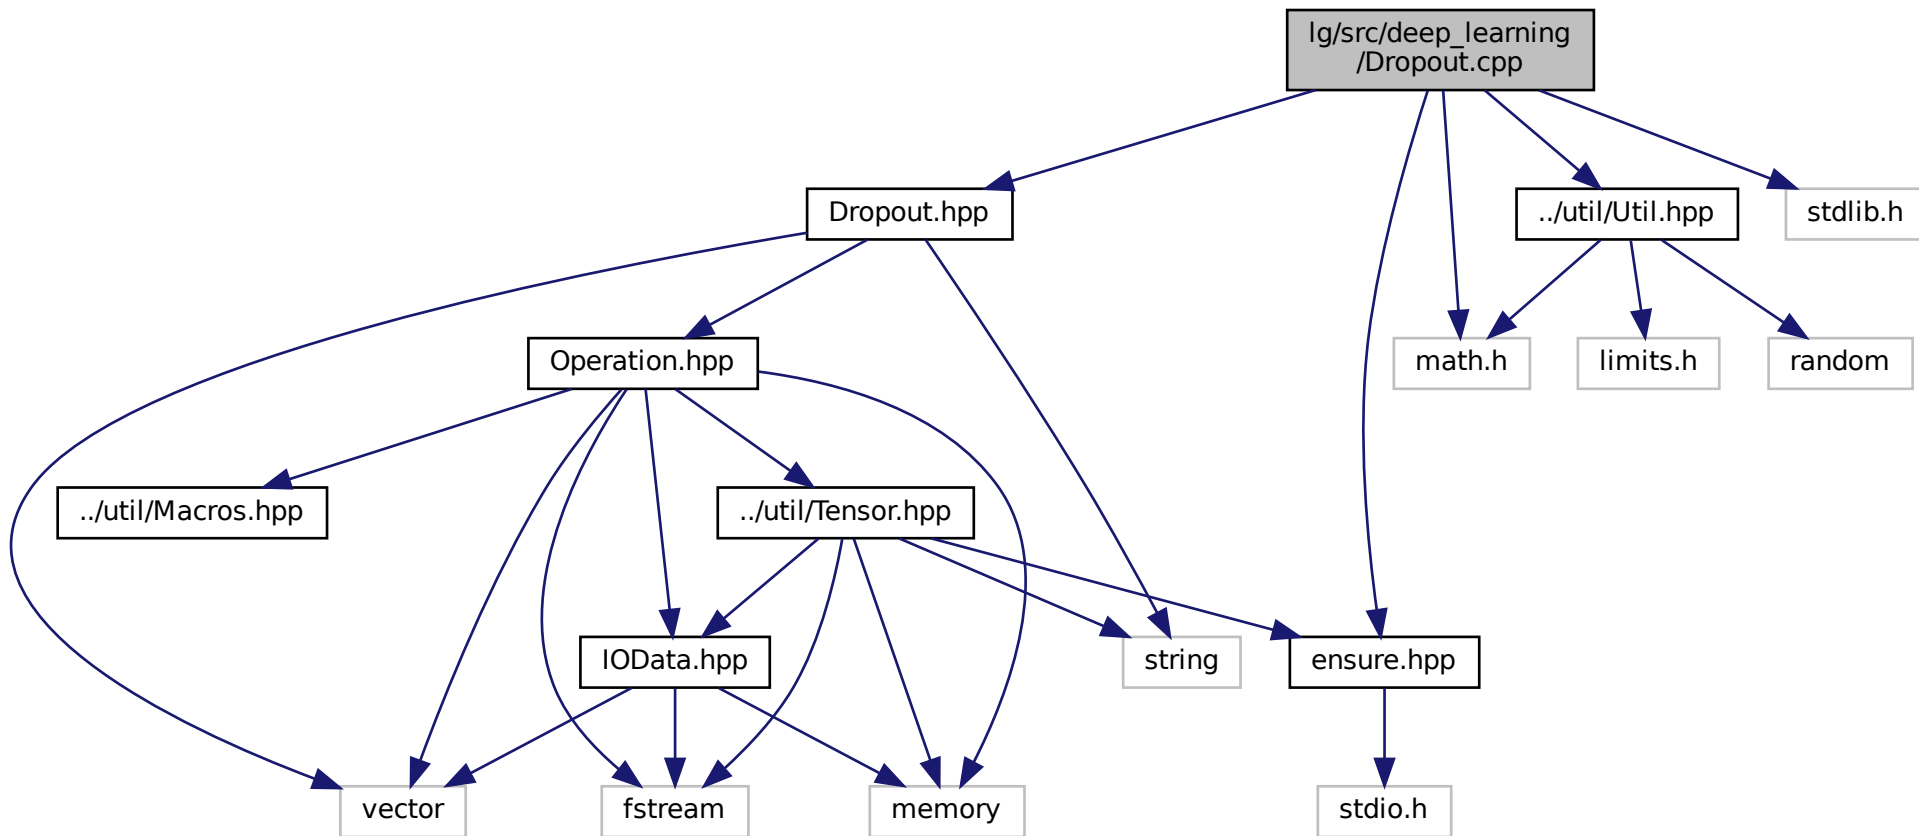 lg/src/deep_learning
/Dropout.cpp
Dropout.hpp
../util/Util.hpp
stdlib.h
Operation.hpp
math.h
limits.h
random
../util/Macros.hpp
../util/Tensor.hpp
IOData.hpp
string
ensure.hpp
vector
fstream
memory
stdio.h